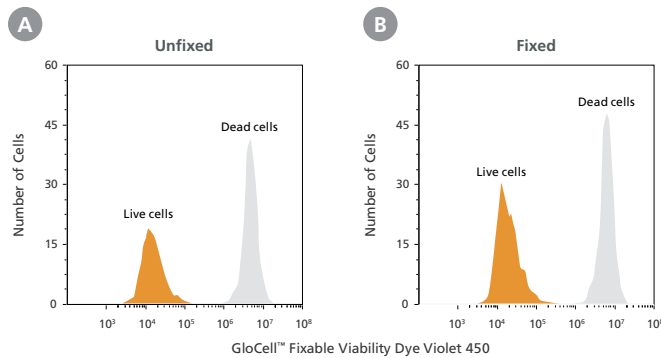 A
B
Unfixed
Fixed
Number of Cells
60
45
30
15
0
Live cells
Dead cells
10³ 10⁴ 10⁵ 10⁶ 10⁷ 10⁸
Number of Cells
60
45
30
15
0
Live cells
Dead cells
10³ 10⁴ 10⁵ 10⁶ 10⁷ 10⁸
GloCell™ Fixable Viability Dye Violet 450